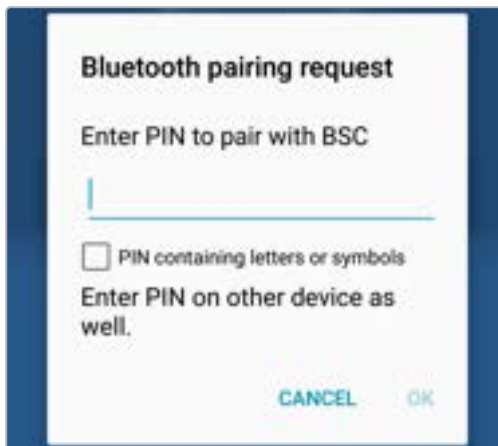 Bluetooth pairing request
Enter PIN to pair with BSC
PIN containing letters or symbols
Enter PIN on other device as
well.
CANCEL OK